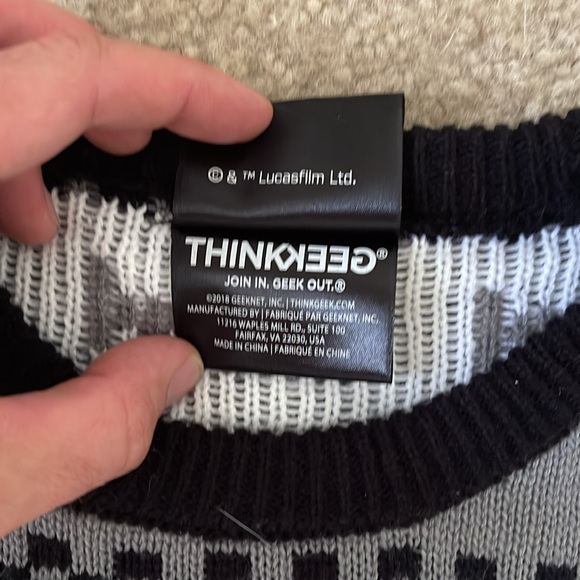 © & ™ Lucasfilm Ltd.
THINKGEEK®
JOIN IN. GEEK OUT.®
©2018 GEEKNET, INC. | THINKGEEK.COM
MANUFACTURED BY | FABRIQUÉ PAR GEEKNET, INC.
11216 WAPLES MILL RD., SUITE 100
FAIRFAX, VA 22030, USA
MADE IN CHINA | FABRIQUÉ EN CHINE